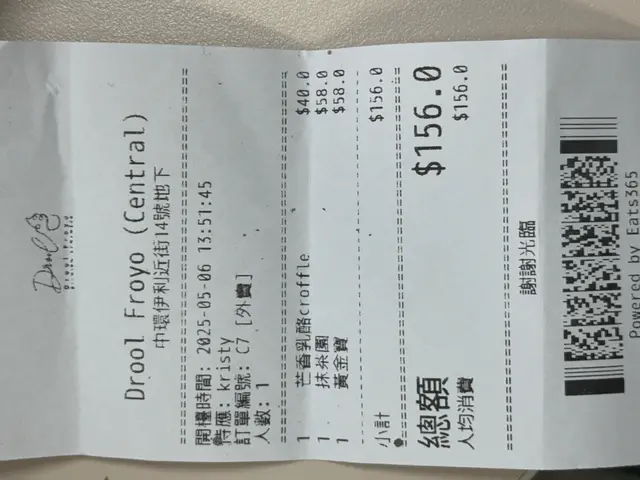 Drool
Drool Froyo
Drool Froyo (Central)
中環伊利近街14號地下
開檯時間: 2025-05-06 13:51:45
侍應: kristy
訂單編號: C7 [外賣]
人數: 1
1 芒香乳酪croffle $40.0
1 抹茶園 $58.0
1 黃金寶 $58.0
小計 $156.0
總額 $156.0
人均消費 $156.0
謝謝光臨
Powered by Eats365